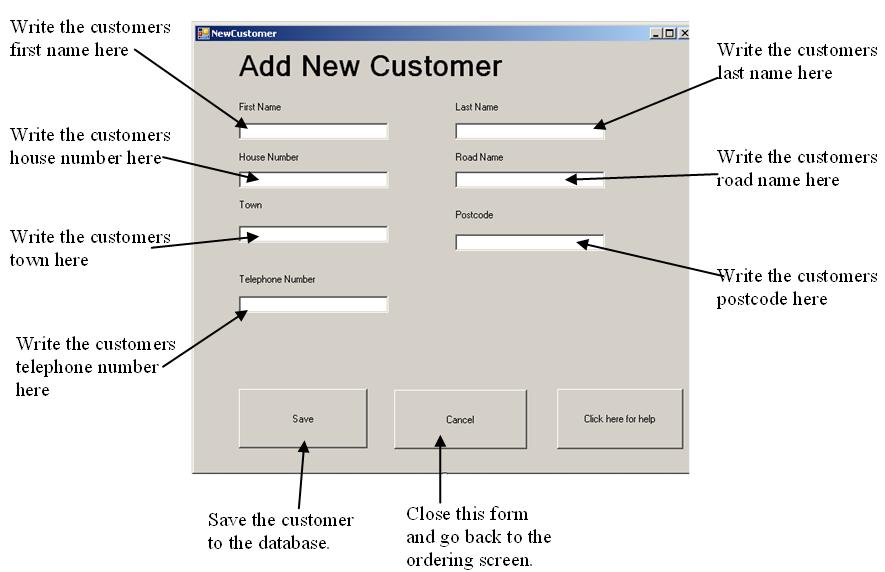 Write the customers
first name here
NewCustomer
Write the customers
last name here
Add New Customer
First Name
Last Name
Write the customers
house number here
House Number
Road Name
Write the customers
road name here
Town
Postcode
Write the customers
town here
Write the customers
postcode here
Telephone Number
Write the customers
telephone number
here
Save
Cancel
Click here for help
Save the customer
to the database.
Close this form
and go back to the
ordering screen.